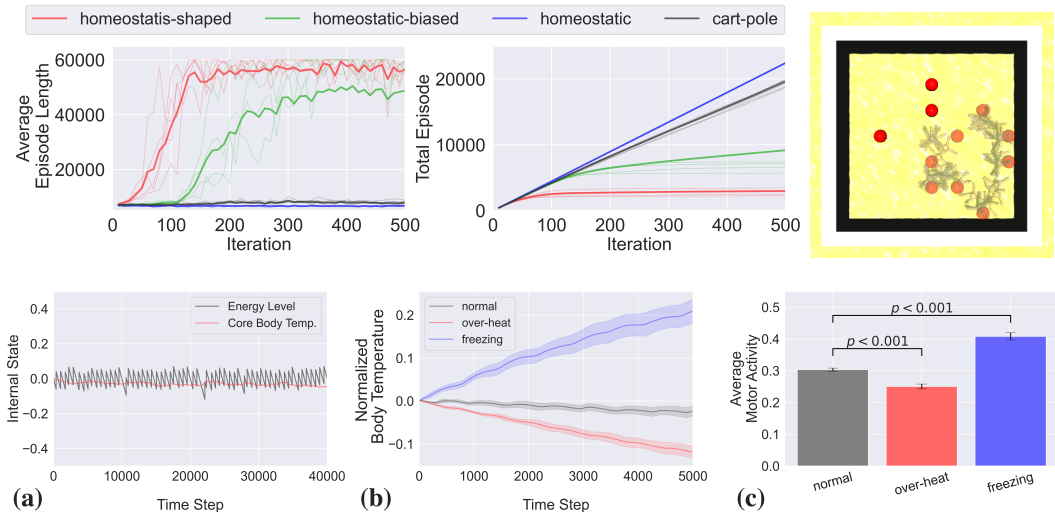 homeostatis-shaped
homeostatic-biased
homeostatic
cart-pole
Average
Episode Length
60000
40000
20000
0
100
200
300
400
500
Iteration
Total Episode
20000
10000
0
0
100
200
300
400
500
Iteration
Internal State
0.4
0.2
0.0
−0.2
−0.4
Energy Level
Core Body Temp.
0
10000
20000
30000
40000
Time Step
(a)
Normalized
Body Temperature
0.2
0.1
0.0
−0.1
normal
over-heat
freezing
0
1000
2000
3000
4000
5000
Time Step
(b)
Average
Motor Activity
0.5
0.4
0.3
0.2
0.1
0.0
p < 0.001
p < 0.001
normal
over-heat
freezing
(c)